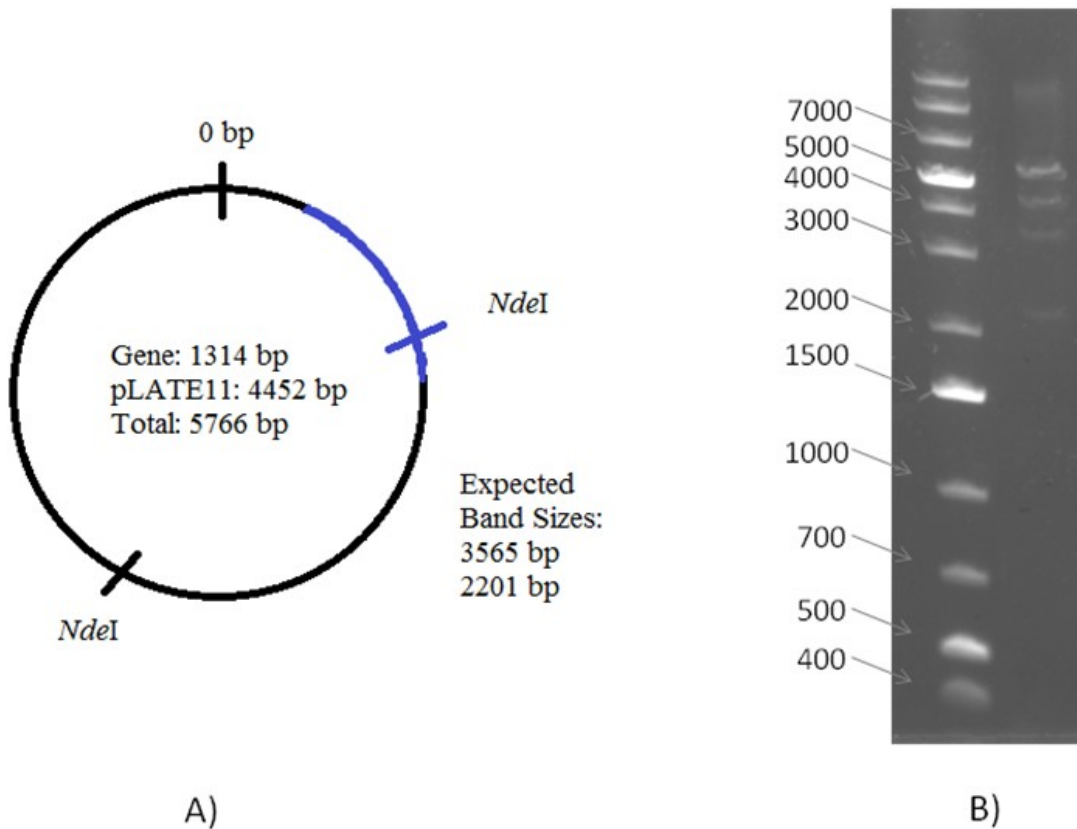 0 bp
NdeI
Gene: 1314 bp
pLATE11: 4452 bp
Total: 5766 bp
Expected
Band Sizes:
3565 bp
2201 bp
NdeI
A)
7000
5000
4000
3000
2000
1500
1000
700
500
400
B)